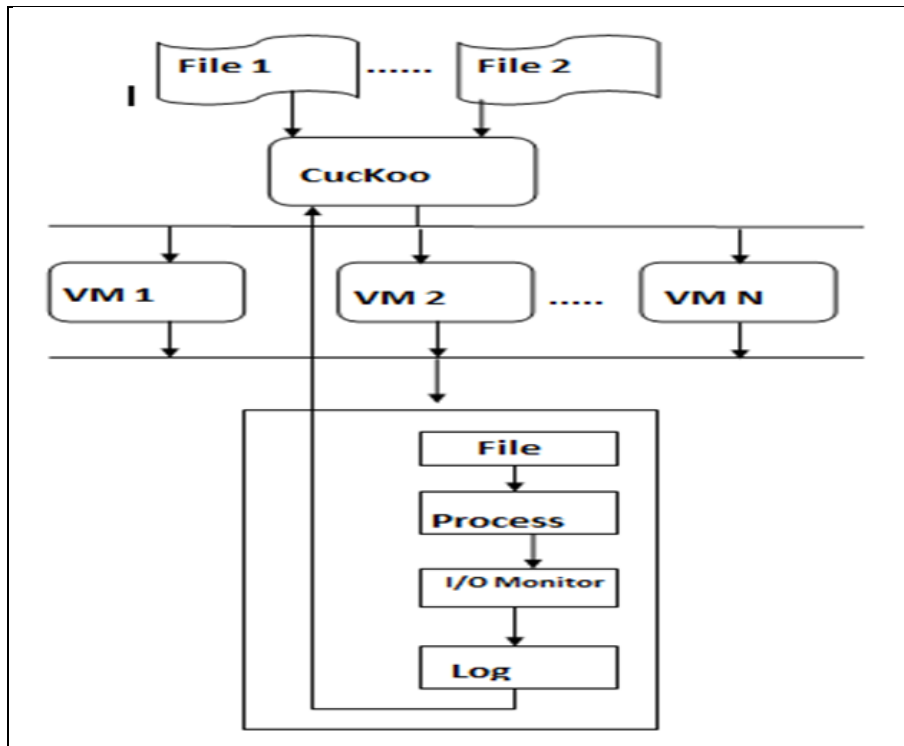 File 1 ...... File 2
I
CucKoo
VM 1 VM 2 ..... VM N
File
Process
I/O Monitor
Log